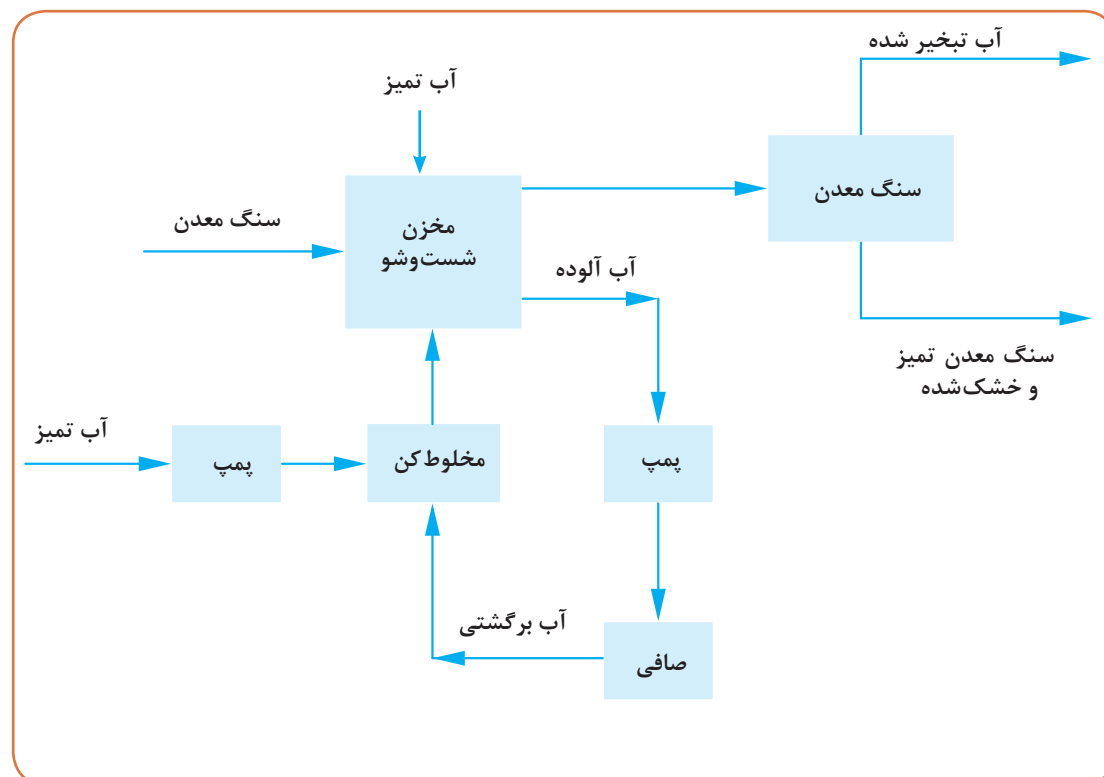 آب تبخیر شده
آب تمیز
سنگ معدن
سنگ معدن
مخزن
شست‌وشو
آب آلوده
سنگ معدن تمیز
و خشک‌شده
آب تمیز
پمپ
مخلوط‌کن
پمپ
آب برگشتی
صافی